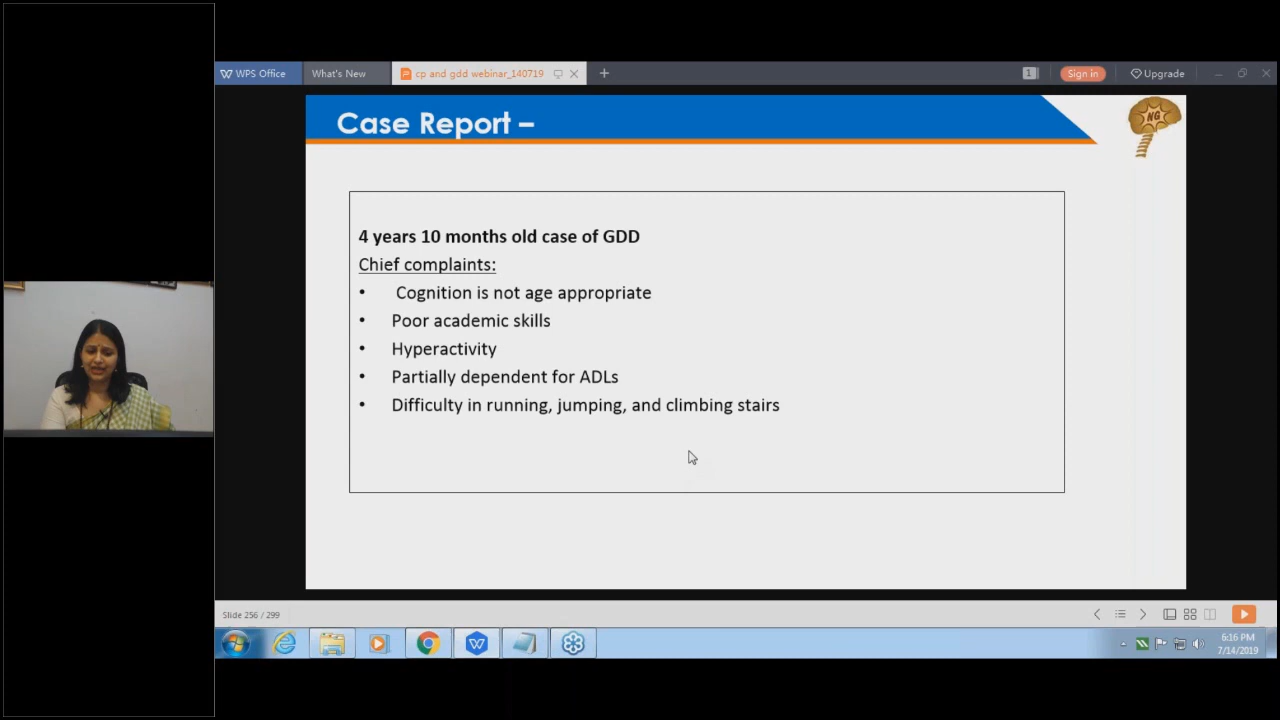 WPS Office
What's New
cp and gdd webinar_140719
1
Sign in
Upgrade
Case Report –
NG
4 years 10 months old case of GDD
Chief complaints:
• Cognition is not age appropriate
• Poor academic skills
• Hyperactivity
• Partially dependent for ADLs
• Difficulty in running, jumping, and climbing stairs
Slide 256 / 299
6:16 PM
7/14/2019